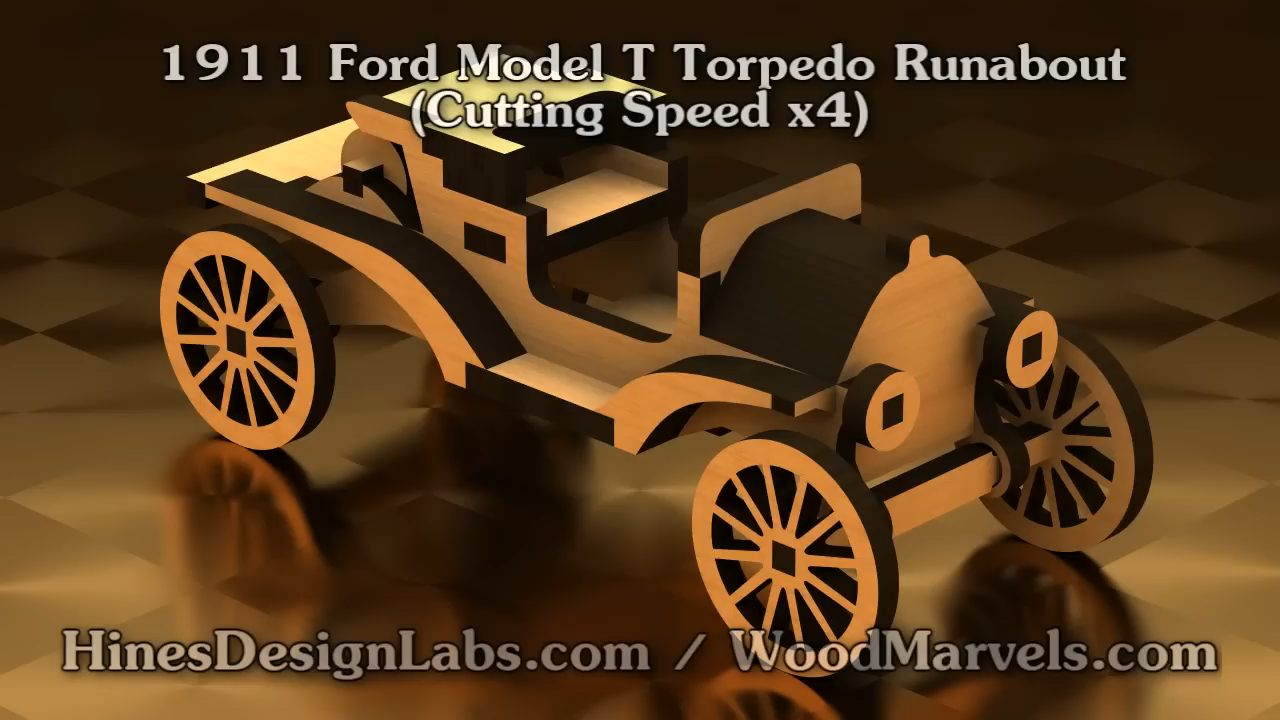 1911 Ford Model T Torpedo Runabout
(Cutting Speed x4)
HinesDesignLabs.com / WoodMarvels.com